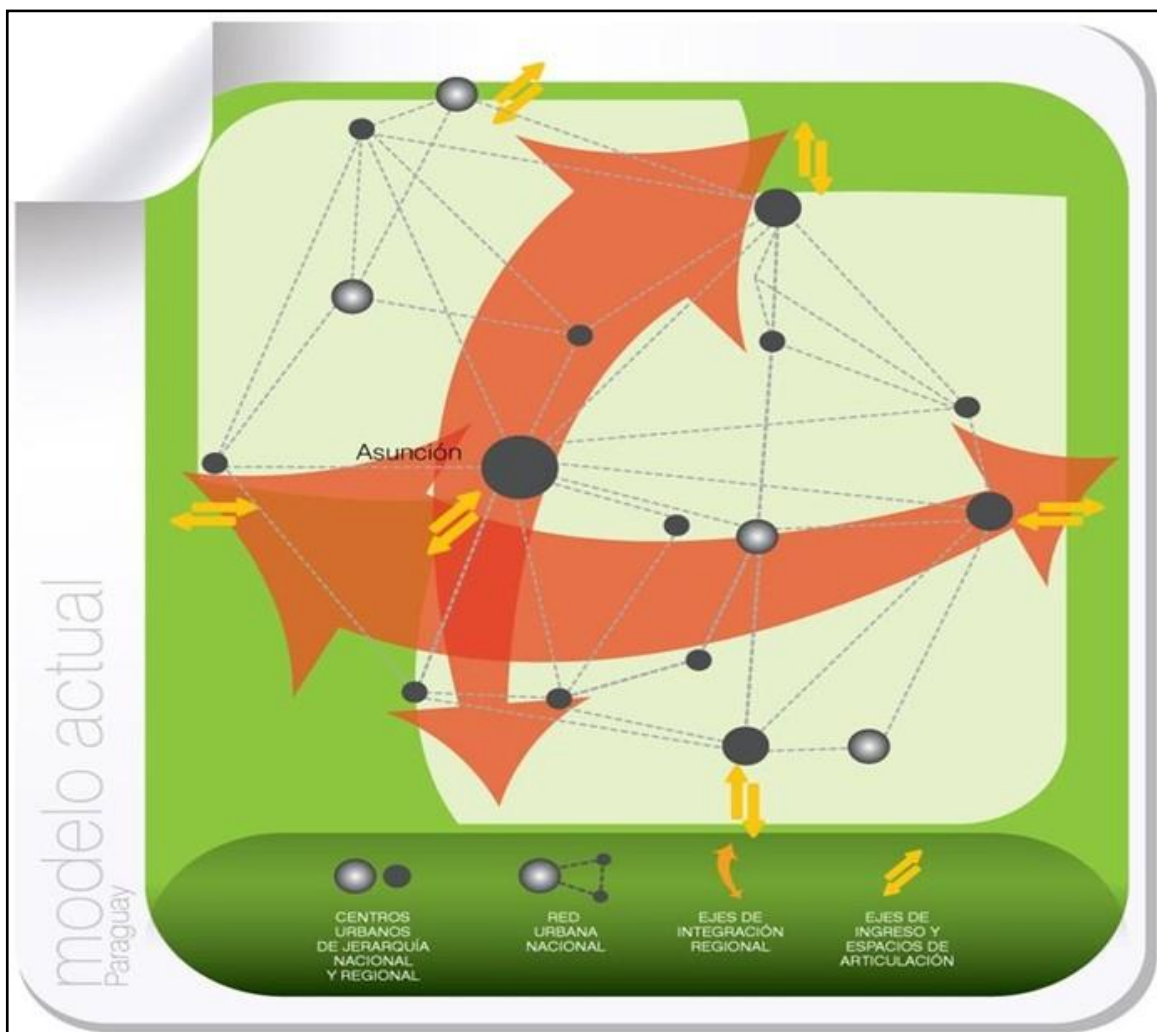 modelo actual
Paraguay
Asunción
CENTROS
URBANOS
DE JERARQUÍA
NACIONAL
Y REGIONAL
RED
URBANA
NACIONAL
EJES DE
INTEGRACIÓN
REGIONAL
EJES DE
INGRESO Y
ESPACIOS DE
ARTICULACIÓN